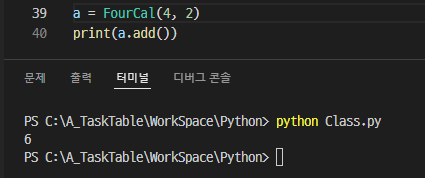 39 a = FourCal(4, 2)
40 print(a.add())
문제 출력 터미널 디버그 콘솔
PS C:\A_TaskTable\WorkSpace\Python> python Class.py
6
PS C:\A_TaskTable\WorkSpace\Python>